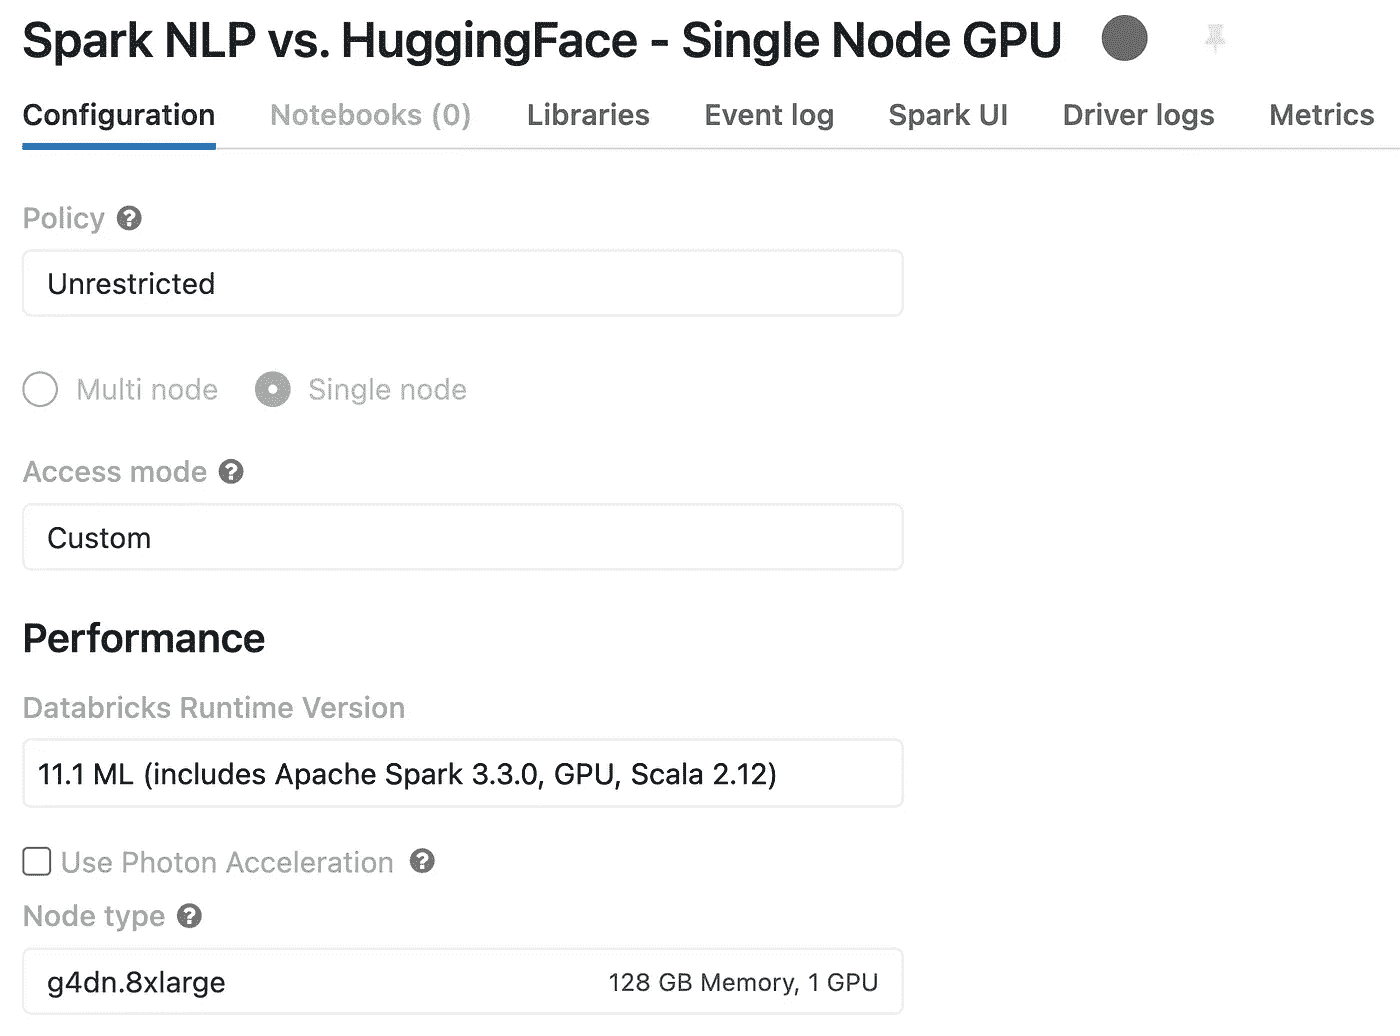 Spark NLP vs. HuggingFace - Single Node GPU
Configuration Notebooks (0) Libraries Event log Spark UI Driver logs Metrics
Policy ?
Unrestricted
Multi node Single node
Access mode ?
Custom
Performance
Databricks Runtime Version
11.1 ML (includes Apache Spark 3.3.0, GPU, Scala 2.12)
Use Photon Acceleration ?
Node type ?
g4dn.8xlarge 128 GB Memory, 1 GPU